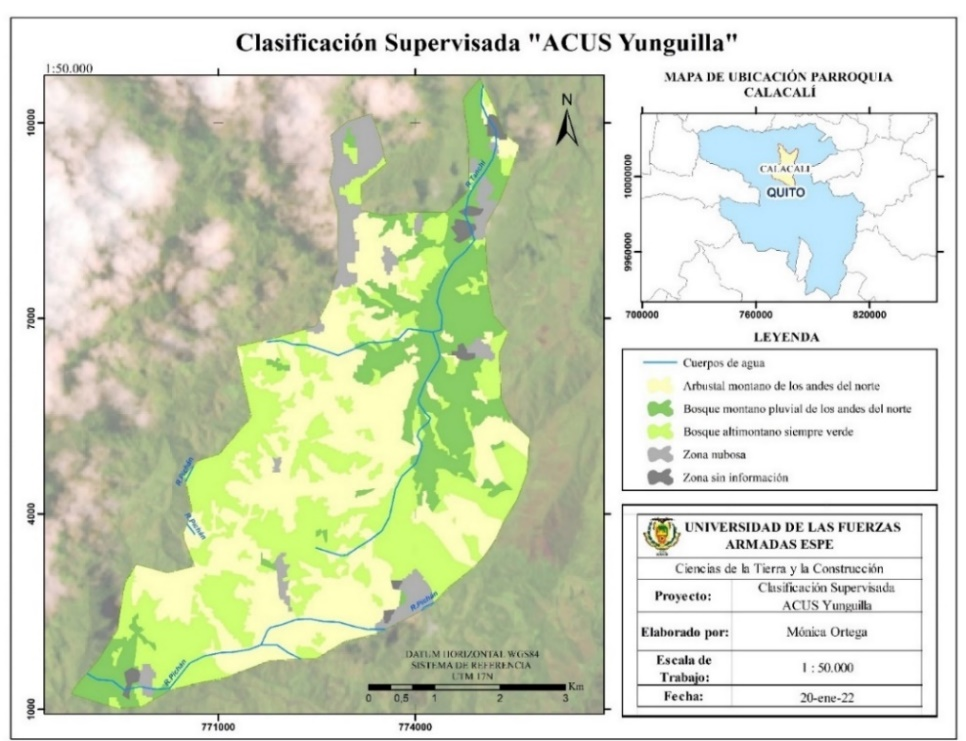 Clasificación Supervisada "ACUS Yunguilla"
1:50.000
10000
7000
4000
1000
771000
774000
N
R.Tanchi
R.Pichán
R.Pichán
R.Pichán
R.Pichán
DATUM HORIZONTAL WGS84
SISTEMA DE REFERENCIA
UTM 17N
0 0,5 1 2 3 Km
MAPA DE UBICACIÓN PARROQUIA
CALACALÍ
10000000
9960000
CALACALI
QUITO
700000 760000 820000
LEYENDA
Cuerpos de agua
Arbustal montano de los andes del norte
Bosque montano pluvial de los andes del norte
Bosque altimontano siempre verde
Zona nubosa
Zona sin información
UNIVERSIDAD DE LAS FUERZAS
ARMADAS ESPE
Ciencias de la Tierra y la Construcción
Proyecto: Clasificación Supervisada
ACUS Yunguilla
Elaborado por: Mónica Ortega
Escala de
Trabajo: 1 : 50.000
Fecha: 20-ene-22